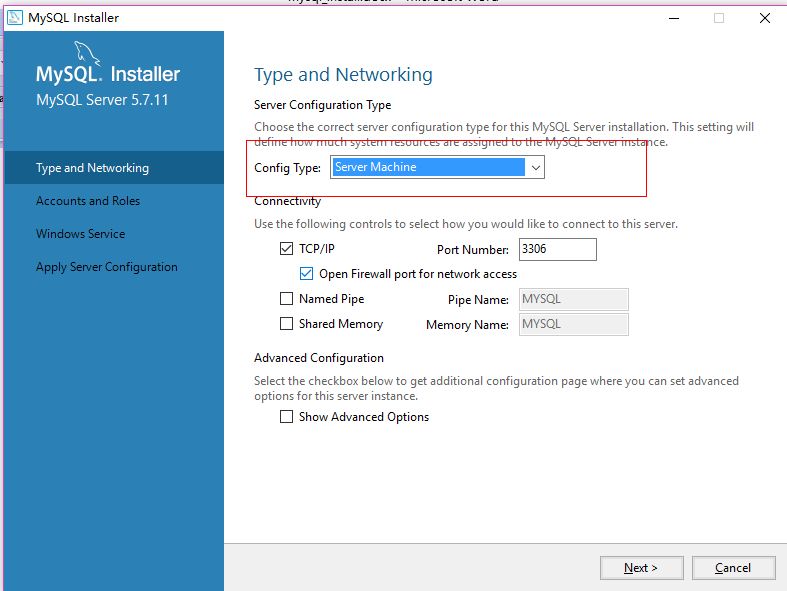 MySQL Installer
MySQL. Installer
MySQL Server 5.7.11
Type and Networking
Accounts and Roles
Windows Service
Apply Server Configuration
Type and Networking
Server Configuration Type
Choose the correct server configuration type for this MySQL Server installation. This setting will
define how much system resources are assigned to the MySQL Server instance.
Config Type: Server Machine
Connectivity
Use the following controls to select how you would like to connect to this server.
TCP/IP Port Number: 3306
Open Firewall port for network access
Named Pipe Pipe Name: MYSQL
Shared Memory Memory Name: MYSQL
Advanced Configuration
Select the checkbox below to get additional configuration page where you can set advanced
options for this server instance.
Show Advanced Options
Next > Cancel